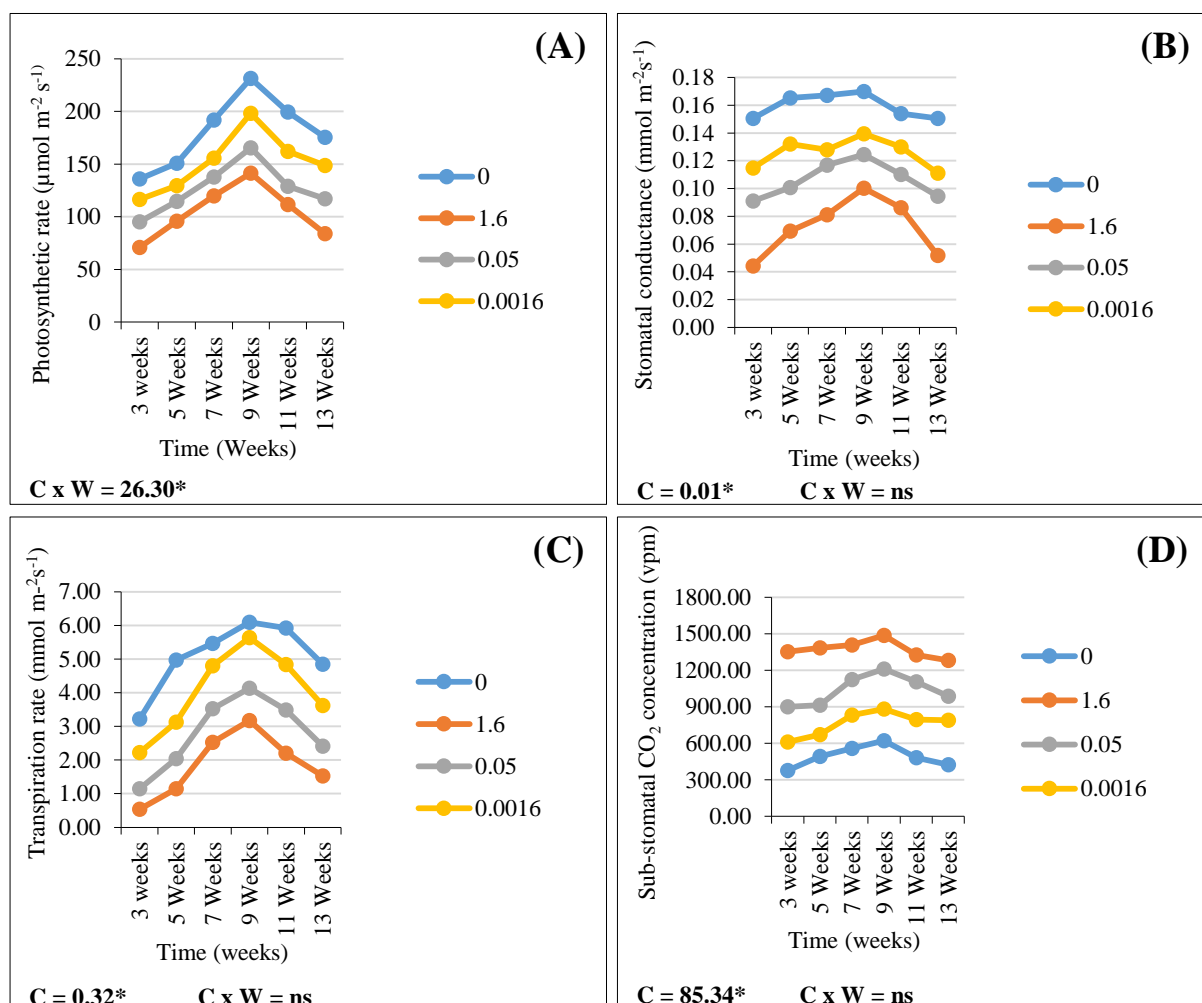 (A)
Photosynthetic rate (µmol m⁻² s⁻¹)
250
200
150
100
50
0
3 weeks
5 Weeks
7 Weeks
9 Weeks
11 Weeks
13 Weeks
Time (Weeks)
0
1.6
0.05
0.0016
C x W = 26.30*
(B)
Stomatal conductance (mmol m⁻²s⁻¹)
0.18
0.16
0.14
0.12
0.10
0.08
0.06
0.04
0.02
0.00
3 weeks
5 Weeks
7 Weeks
9 Weeks
11 Weeks
13 Weeks
Time (weeks)
0
1.6
0.05
0.0016
C = 0.01* C x W = ns
(C)
Transpiration rate (mmol m-²s⁻¹)
7.00
6.00
5.00
4.00
3.00
2.00
1.00
0.00
3 weeks
5 Weeks
7 Weeks
9 Weeks
11 Weeks
13 Weeks
Time (weeks)
0
1.6
0.05
0.0016
C = 0.32* C x W = ns
(D)
Sub-stomatal CO₂ concentration (vpm)
1800.00
1500.00
1200.00
900.00
600.00
300.00
0.00
3 weeks
5 Weeks
7 Weeks
9 Weeks
11 Weeks
13 Weeks
Time (weeks)
0
1.6
0.05
0.0016
C = 85.34* C x W = ns